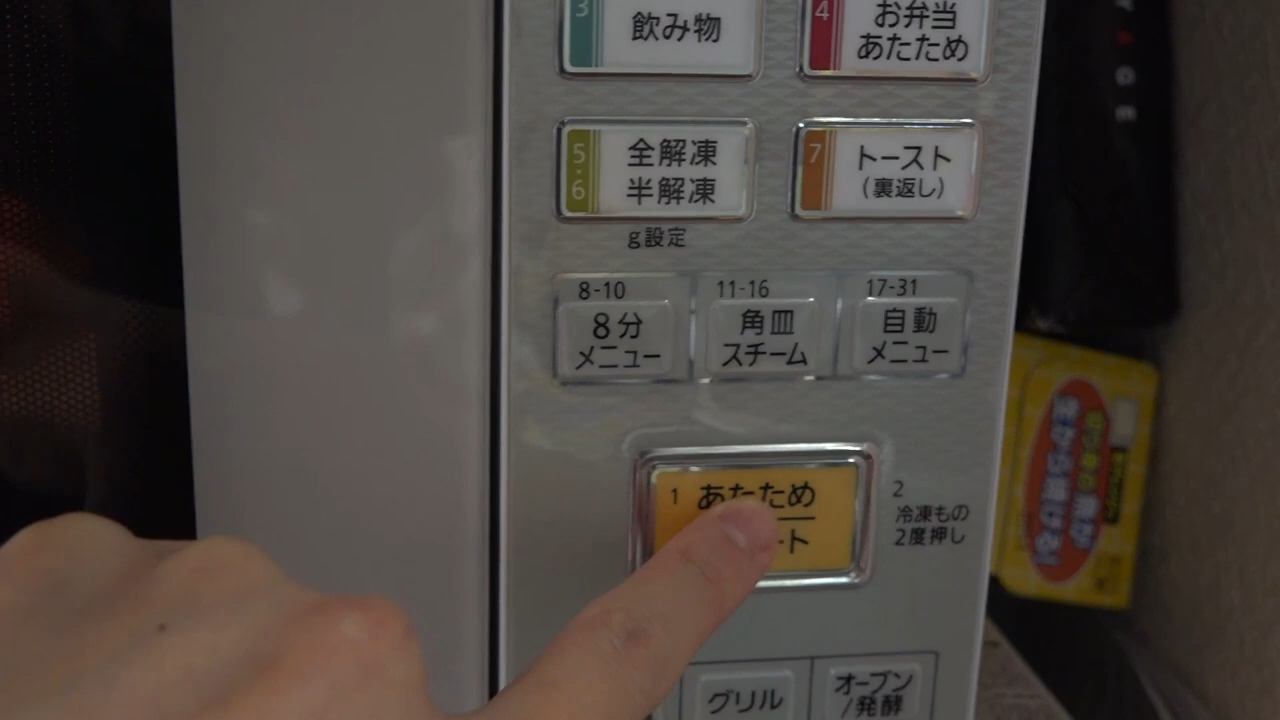 3
飲み物
4
お弁当
あたため
5・6
全解凍
半解凍
7
トースト
(裏返し)
g設定
8-10
8分
メニュー
11-16
角皿
スチーム
17-31
自動
メニュー
1 あたため
ート
2
冷凍もの
2度押し
グリル
オーブン
/発酵
AGE